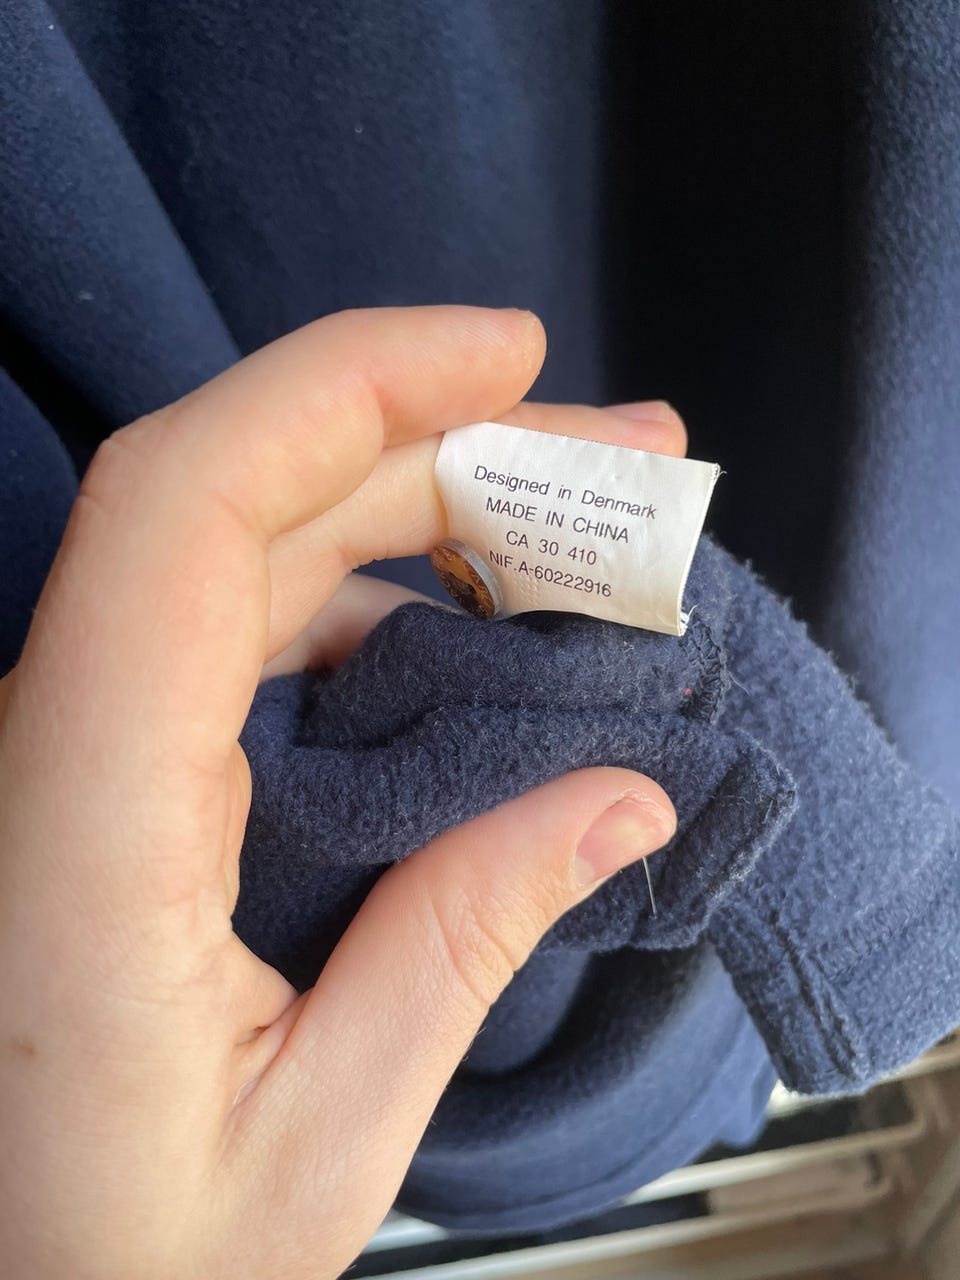 Designed in Denmark
MADE IN CHINA
CA 30 410
NIF.A-60222916